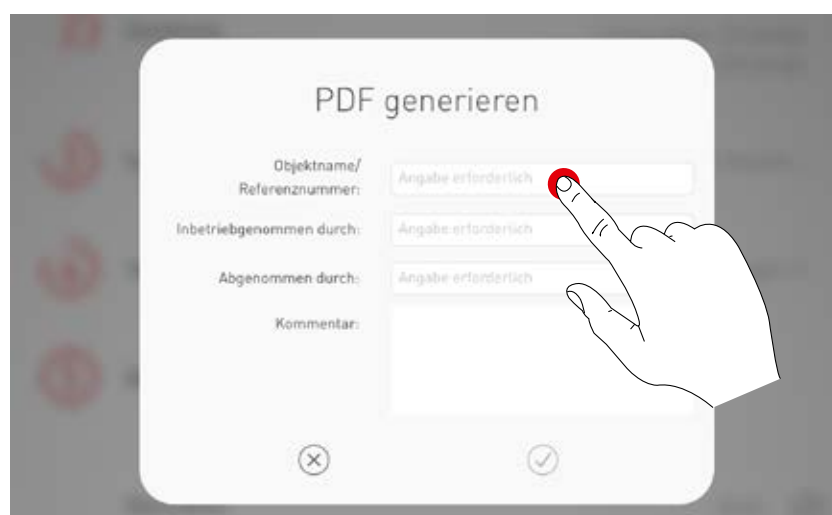 PDF generieren
Objektname/
Referenznummer:
Angabe erforderlich
Inbetriebgenommen durch:
Angabe erforderlich
Abgenommen durch:
Angabe erforderlich
Kommentar: